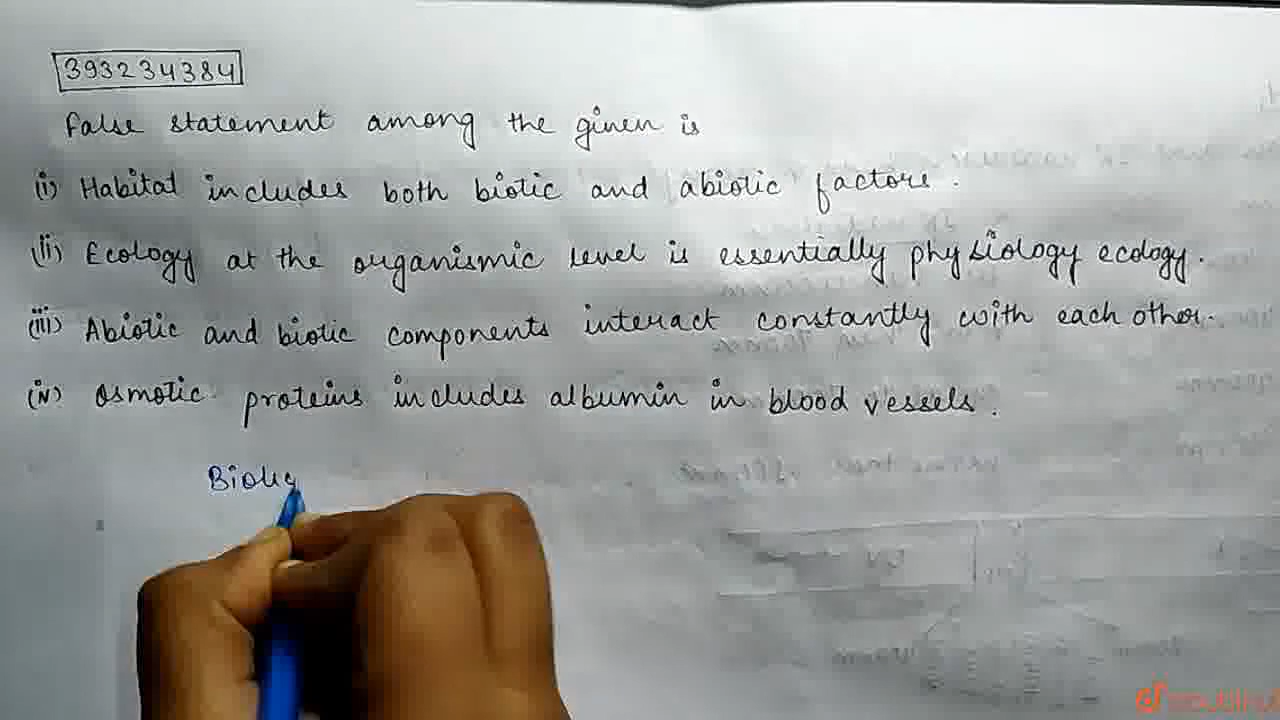 393234384
False statement among the given is
(i) Habitat includes both biotic and abiotic factors.
(ii) Ecology at the organismic level is essentially physiology ecology.
(iii) Abiotic and biotic components interact constantly with each other.
(iv) Osmotic proteins includes albumin in blood vessels.